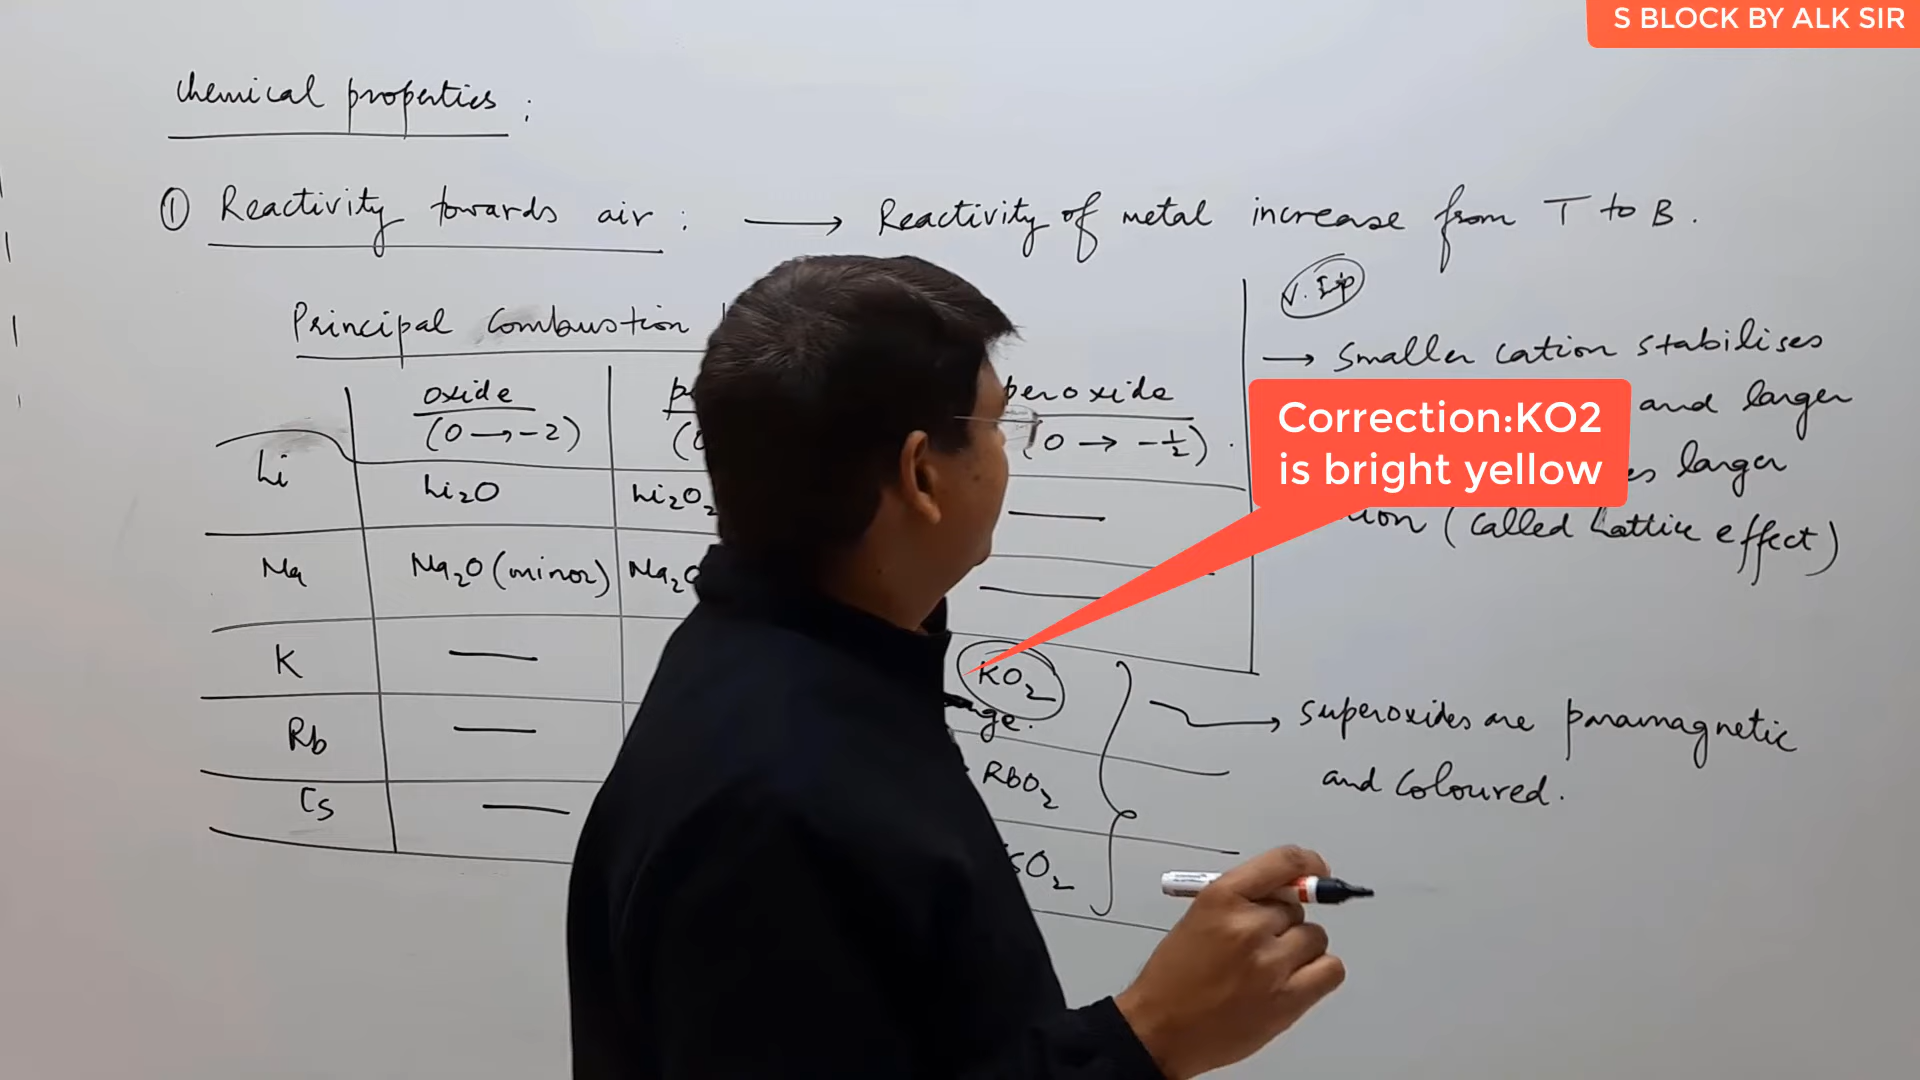 S BLOCK BY ALK SIR
Chemical properties :
① Reactivity towards air : → Reactivity of metal increase from T to B.
V. Imp
Principal Combustion
→ Smaller cation stabilises
and larger
larger
(called Lattice effect)
Correction:KO2
is bright yellow
oxide
(0 → -2)
(0 → -½)
Li Li₂O Li₂O₂ —
Na Na₂O (minor) —
K — KO₂
Rb — RbO₂
Cs —
→ Superoxides are paramagnetic
and coloured.